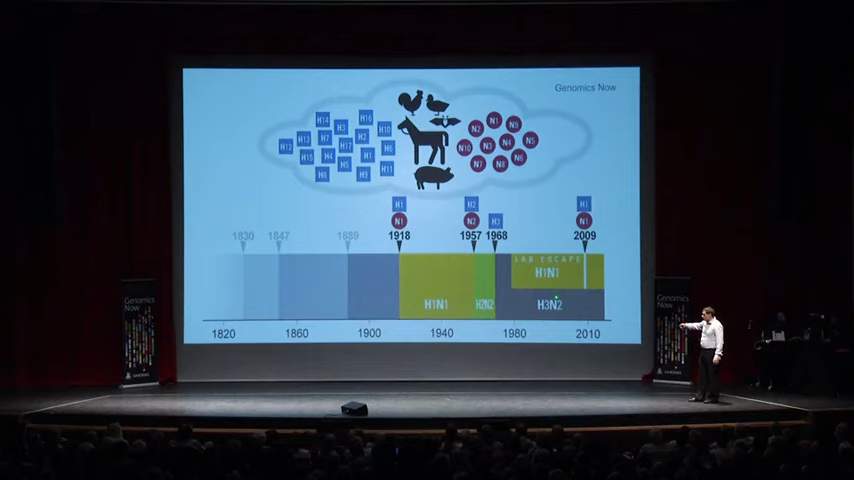 Genomics Now
H14 H16
H3 H10
H13 H7 H2
H12 H17 H6
H15 H4 H1
H5 H11
H8 H9
N1
N2 N5
N4 N5
N10 N3
N7 N8 N6
H1 H2 H1
N1 N2 H3 N1
1830 1847 1889 1918 1957 1968 2009
LAB ESCAPE
H1N1
H1N1 H2N2 H3N2
1820 1860 1900 1940 1980 2010
Genomics
Now
Genomics
Now